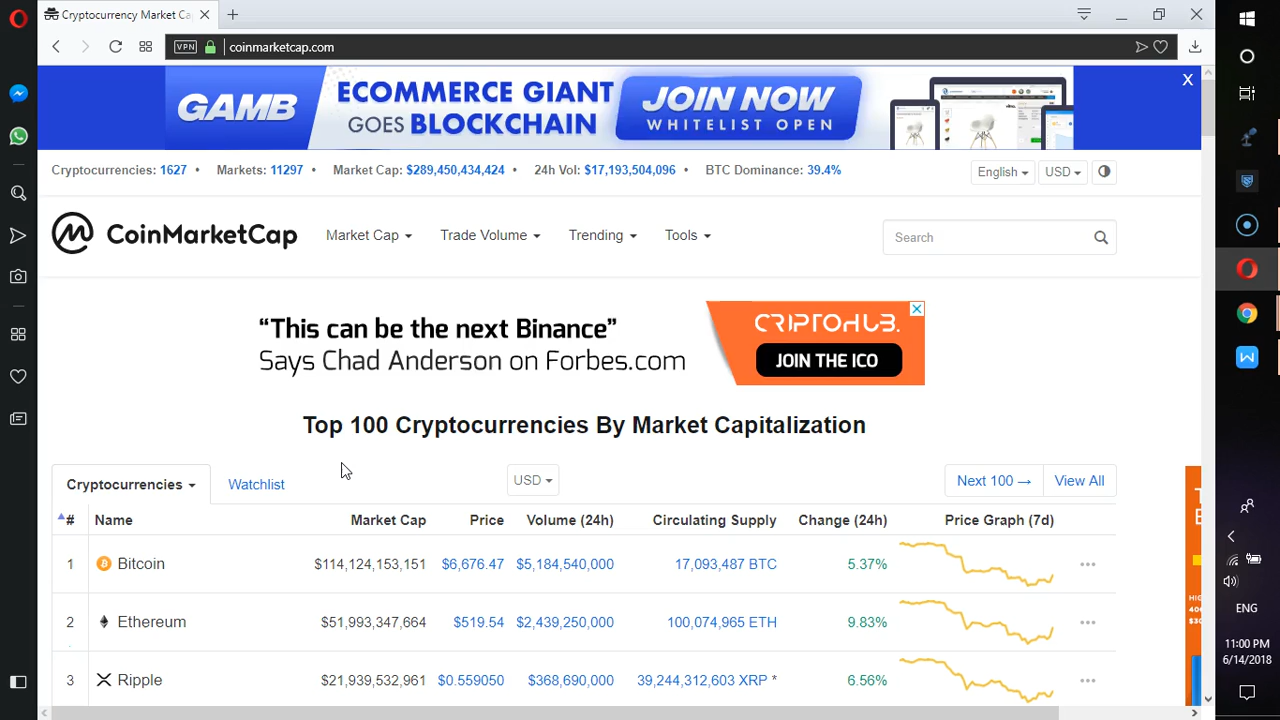 Cryptocurrency Market Ca
VPN coinmarketcap.com
GAMB ECOMMERCE GIANT GOES BLOCKCHAIN JOIN NOW WHITELIST OPEN X
Cryptocurrencies: 1627 • Markets: 11297 • Market Cap: $289,450,434,424 • 24h Vol: $17,193,504,096 • BTC Dominance: 39.4% English USD
CoinMarketCap Market Cap Trade Volume Trending Tools Search
“This can be the next Binance”
Says Chad Anderson on Forbes.com
CRIPTOHUB.
JOIN THE ICO
Top 100 Cryptocurrencies By Market Capitalization
Cryptocurrencies Watchlist USD Next 100 → View All
# Name Market Cap Price Volume (24h) Circulating Supply Change (24h) Price Graph (7d)
1 Bitcoin $114,124,153,151 $6,676.47 $5,184,540,000 17,093,487 BTC 5.37%
2 Ethereum $51,993,347,664 $519.54 $2,439,250,000 100,074,965 ETH 9.83%
3 Ripple $21,939,532,961 $0.559050 $368,690,000 39,244,312,603 XRP * 6.56%
ENG
11:00 PM
6/14/2018